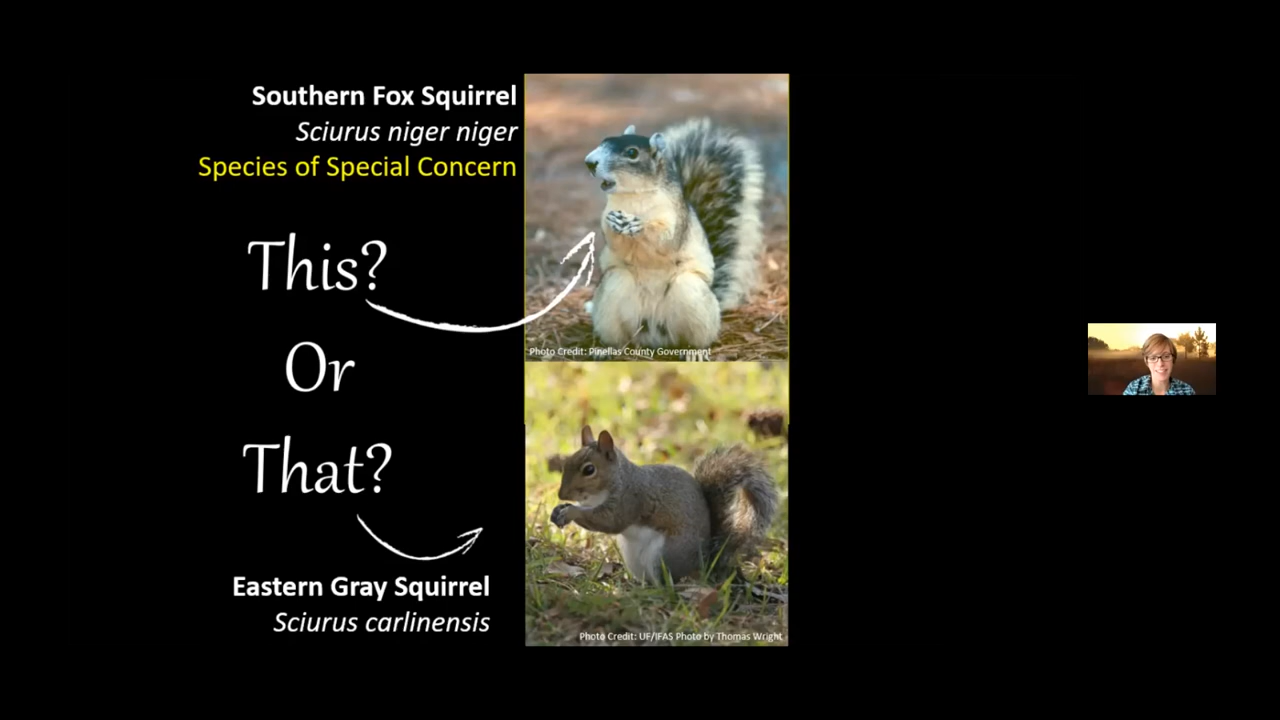 Southern Fox Squirrel
Sciurus niger niger
Species of Special Concern
This?
Or
That?
Eastern Gray Squirrel
Sciurus carlinensis
Photo Credit: Pinellas County Government
Photo Credit: UF/IFAS Photo by Thomas Wright